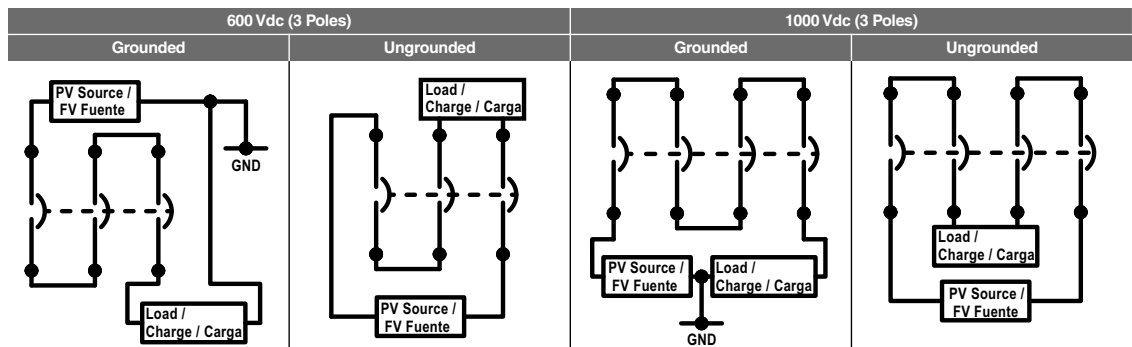 600 Vdc (3 Poles)
1000 Vdc (3 Poles)
Grounded
Ungrounded
Grounded
Ungrounded
PV Source /
FV Fuente
GND
Load /
Charge / Carga
Load /
Charge / Carga
PV Source /
FV Fuente
PV Source /
FV Fuente
Load /
Charge / Carga
GND
Load /
Charge / Carga
PV Source /
FV Fuente